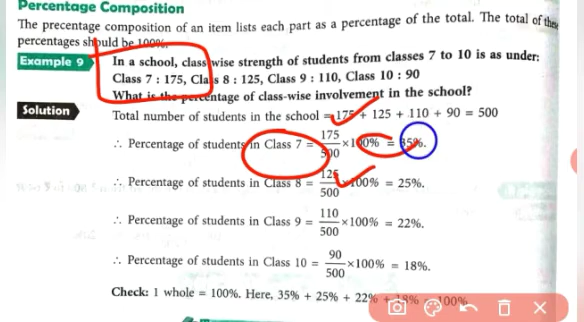 Percentage Composition
The precentage composition of an item lists each part as a percentage of the total. The total of these
percentages should be 100%.
Example 9 In a school, class wise strength of students from classes 7 to 10 is as under:
Class 7 : 175, Class 8 : 125, Class 9 : 110, Class 10 : 90
What is the percentage of class-wise involvement in the school?
Solution Total number of students in the school = 175 + 125 + 110 + 90 = 500
∴ Percentage of students in Class 7 = 175/500 ×100% = 35%.
∴ Percentage of students in Class 8 = 125/500 ×100% = 25%.
∴ Percentage of students in Class 9 = 110/500 ×100% = 22%.
∴ Percentage of students in Class 10 = 90/500 ×100% = 18%.
Check: 1 whole = 100%. Here, 35% + 25% + 22% + 18% = 100%